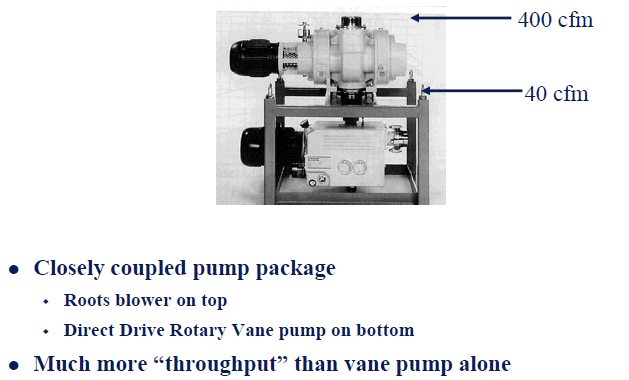 400 cfm
40 cfm
Closely coupled pump package
Roots blower on top
Direct Drive Rotary Vane pump on bottom
Much more “throughput” than vane pump alone